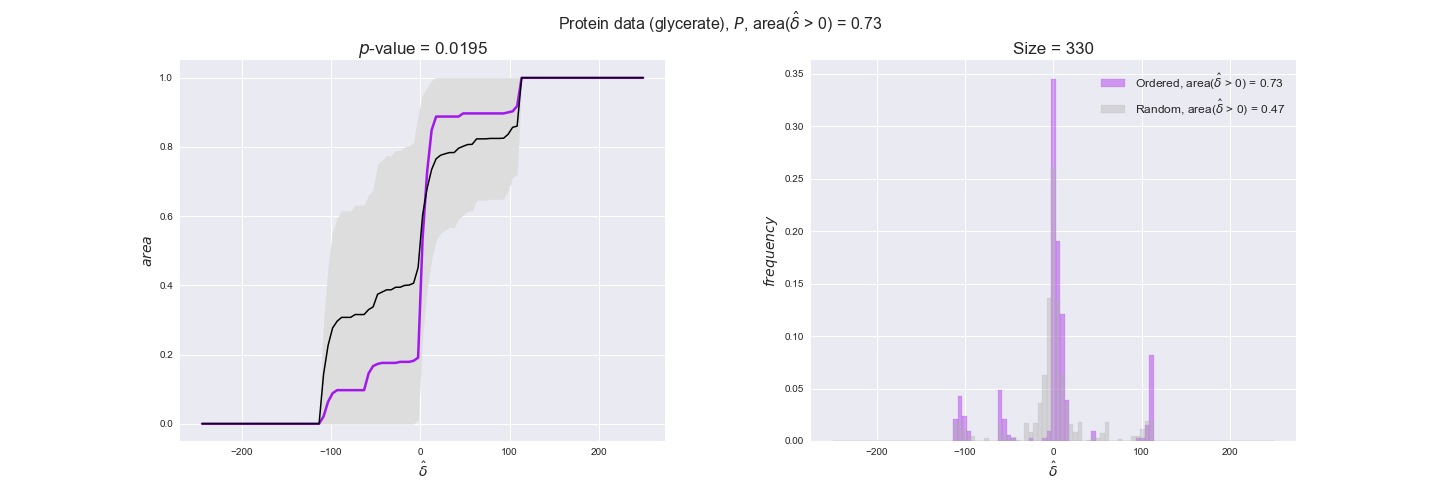 Protein data (glycerate), P, area(δ̂ > 0) = 0.73
p-value = 0.0195
1.0
0.8
0.6
0.4
0.2
0.0
area
−200
−100
0
100
200
δ̂
Size = 330
Ordered, area(δ̂ > 0) = 0.73
Random, area(δ̂ > 0) = 0.47
0.35
0.30
0.25
0.20
0.15
0.10
0.05
0.00
frequency
−200
−100
0
100
200
δ̂